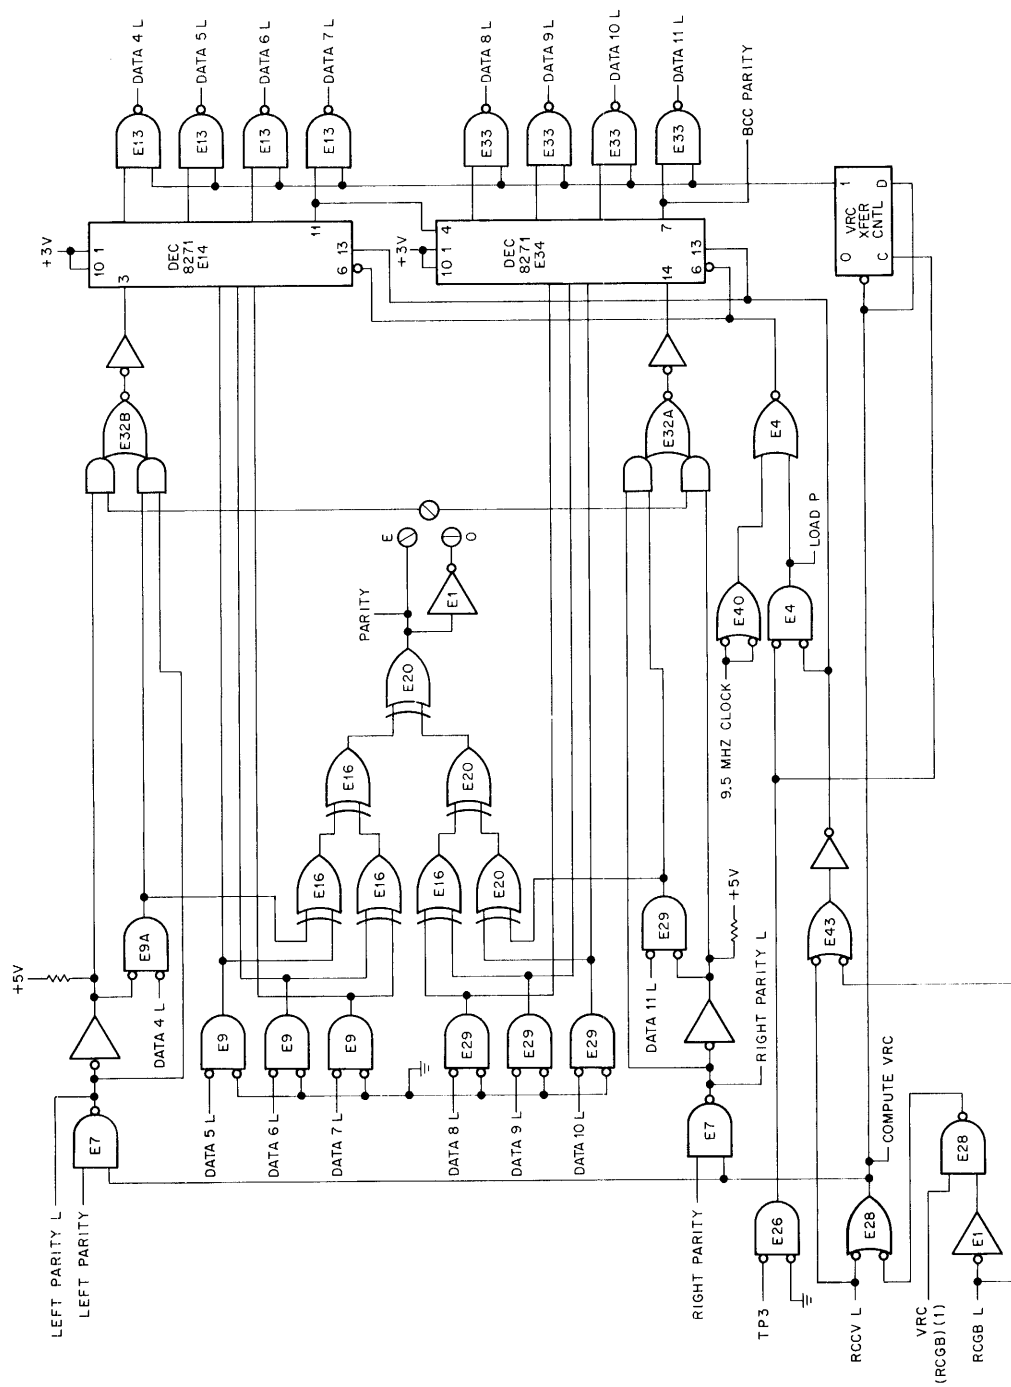 LEFT PARITY L
LEFT PARITY
E7
+5V
DATA 4 L
E9A
E32B
+3V
10 1
3
DEC
8271
E14
11
6 13
E13
DATA 4 L
E13
DATA 5 L
E13
DATA 6 L
E13
DATA 7 L
DATA 5 L
E9
DATA 6 L
E9
DATA 7 L
E9
DATA 8 L
E29
DATA 9 L
E29
DATA 10 L
E29
E16
E16
E16
E20
E16
E20
E20
PARITY
E
E1
O
+3V
4
10 1
DEC
8271
E34
14
7
6 13
E33
DATA 8 L
E33
DATA 9 L
E33
DATA 10 L
E33
DATA 11 L
BCC PARITY
RIGHT PARITY
E7
RIGHT PARITY L
DATA 11 L
E29
+5V
E32A
9.5 MHZ CLOCK
E40
E4
E4
LOAD P
TP3
E26
RCCV L
E28
E43
COMPUTE VRC
VRC
(RCGB)(1)
RCGB L
E1
E28
0 1
VRC
XFER
CNTL
C D